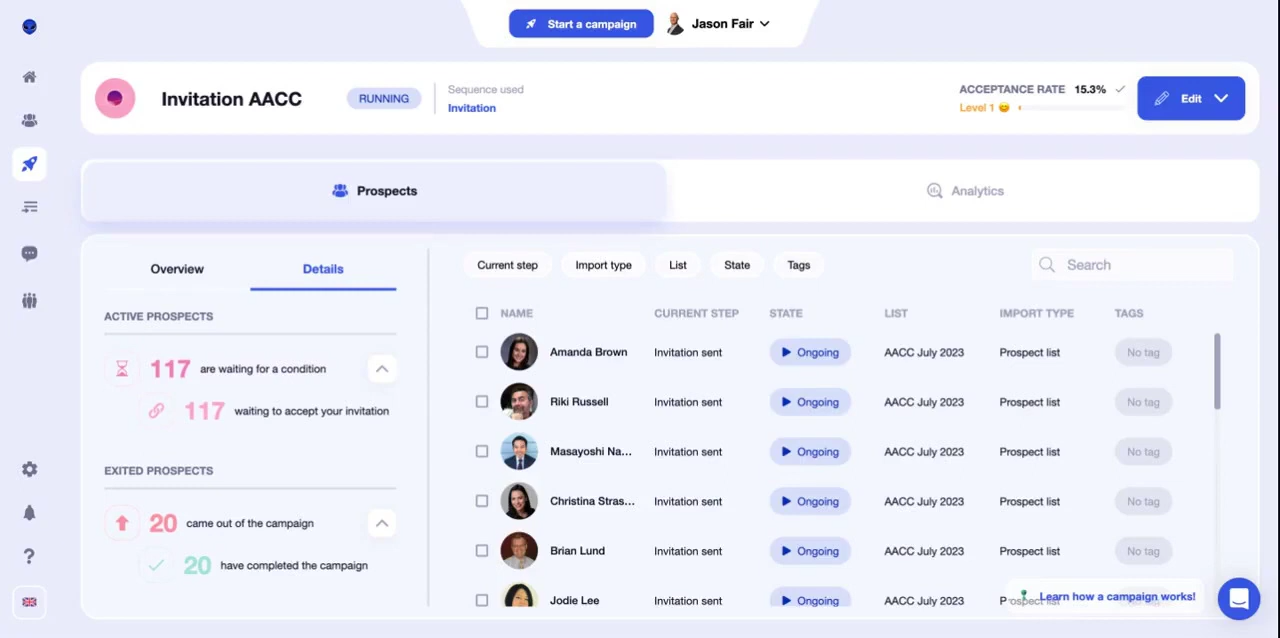 Start a campaign
Jason Fair
Invitation AACC
RUNNING
Sequence used
Invitation
ACCEPTANCE RATE 15.3%
Level 1
Edit
Prospects
Analytics
Overview
Details
ACTIVE PROSPECTS
117 are waiting for a condition
117 waiting to accept your invitation
EXITED PROSPECTS
20 came out of the campaign
20 have completed the campaign
Current step
Import type
List
State
Tags
Search
NAME CURRENT STEP STATE LIST IMPORT TYPE TAGS
Amanda Brown Invitation sent Ongoing AACC July 2023 Prospect list No tag
Riki Russell Invitation sent Ongoing AACC July 2023 Prospect list No tag
Masayoshi Na... Invitation sent Ongoing AACC July 2023 Prospect list No tag
Christina Stras... Invitation sent Ongoing AACC July 2023 Prospect list No tag
Brian Lund Invitation sent Ongoing AACC July 2023 Prospect list No tag
Jodie Lee Invitation sent Ongoing AACC July 2023 Prospect list
Learn how a campaign works!